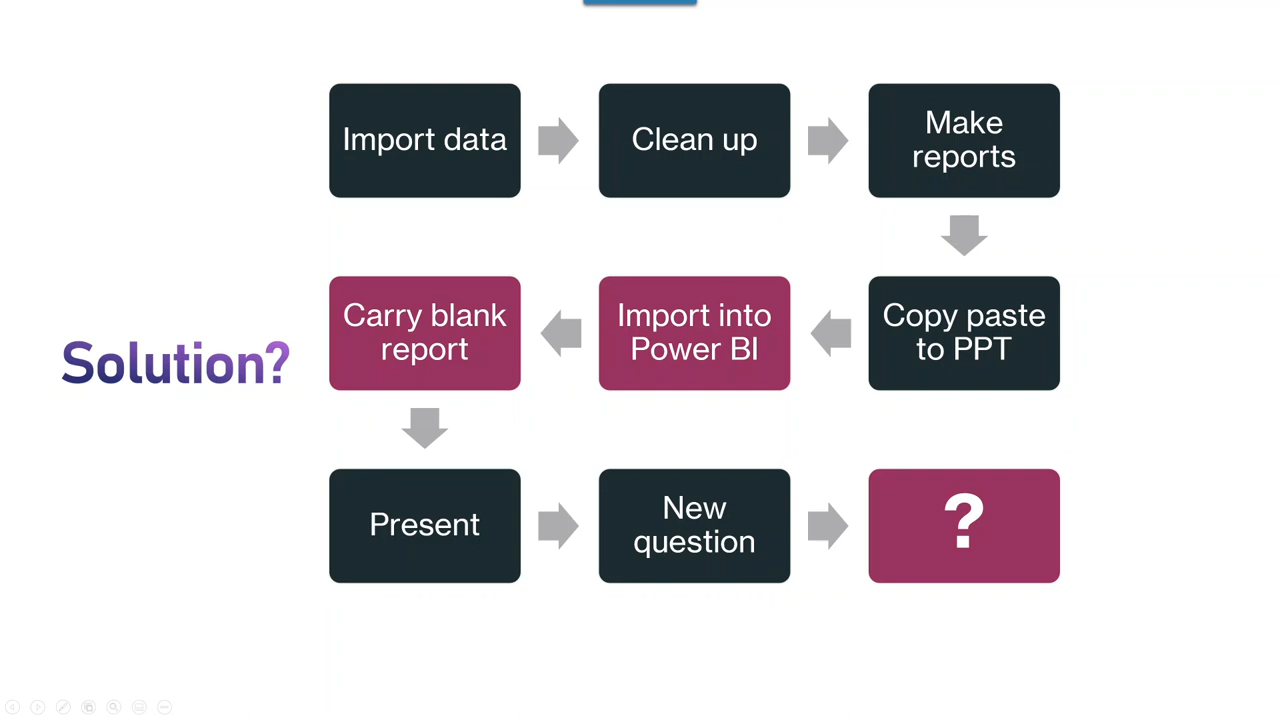 Import data
Clean up
Make
reports
Solution?
Carry blank
report
Import into
Power BI
Copy paste
to PPT
Present
New
question
?